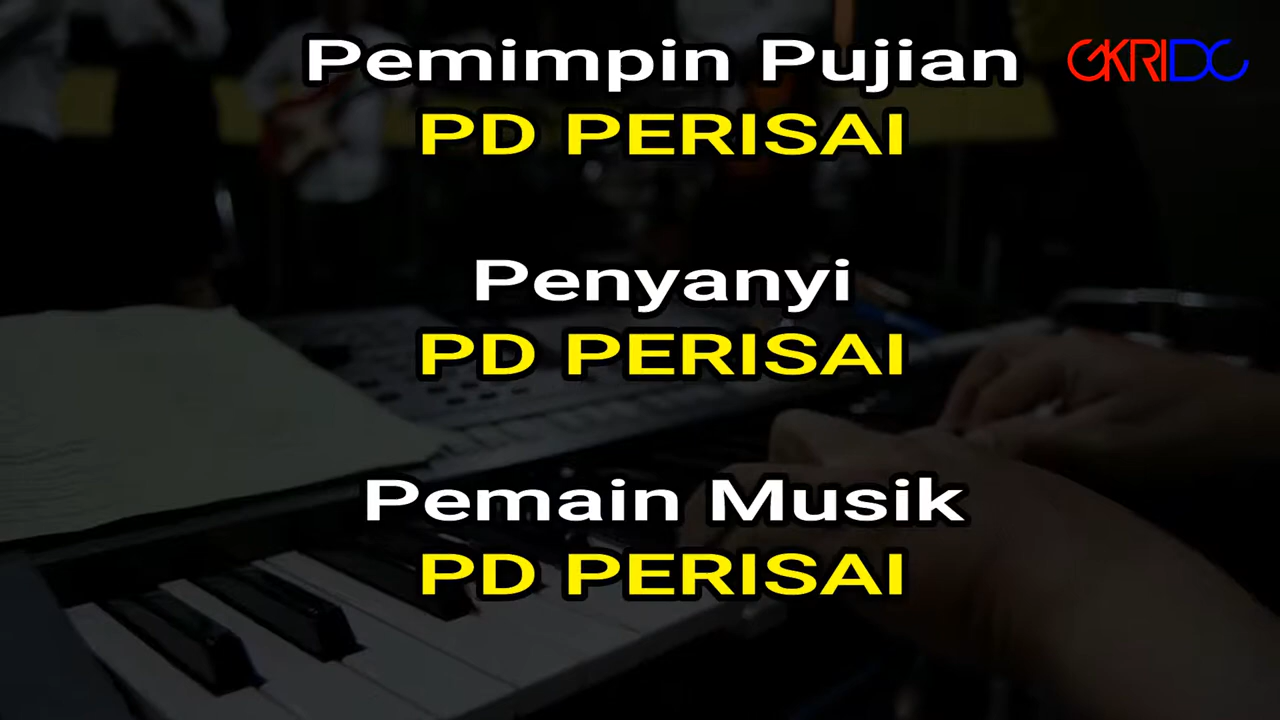 Pemimpin Pujian
GKRIDC
PD PERISAI
Penyanyi
PD PERISAI
Pemain Musik
PD PERISAI